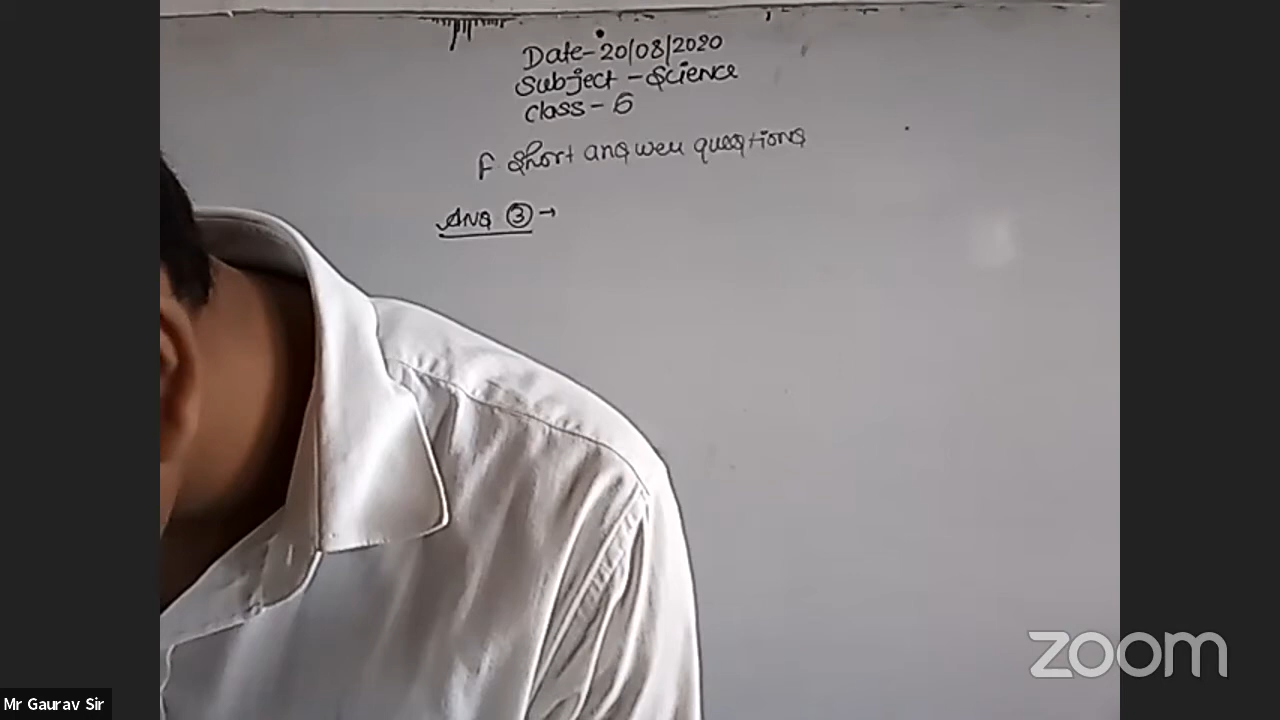 Date-20/08/2020
Subject - Science
Class - 6
F. Short answer questions
Ans ③ →
zoom
Mr Gaurav Sir